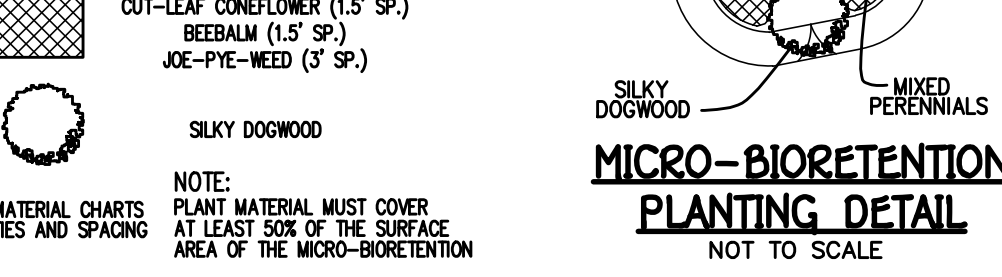 CUT-LEAF CONEFLOWER (1.5' SP.)
BEEBALM (1.5' SP.)
JOE-PYE-WEED (3' SP.)
SILKY DOGWOOD
NOTE:
PLANT MATERIAL MUST COVER
AT LEAST 50% OF THE SURFACE
AREA OF THE MICRO-BIORETENTION
MATERIAL CHARTS
AND SPACING
SILKY
DOGWOOD
MIXED
PERENNIALS
MICRO-BIORETENTION
PLANTING DETAIL
NOT TO SCALE